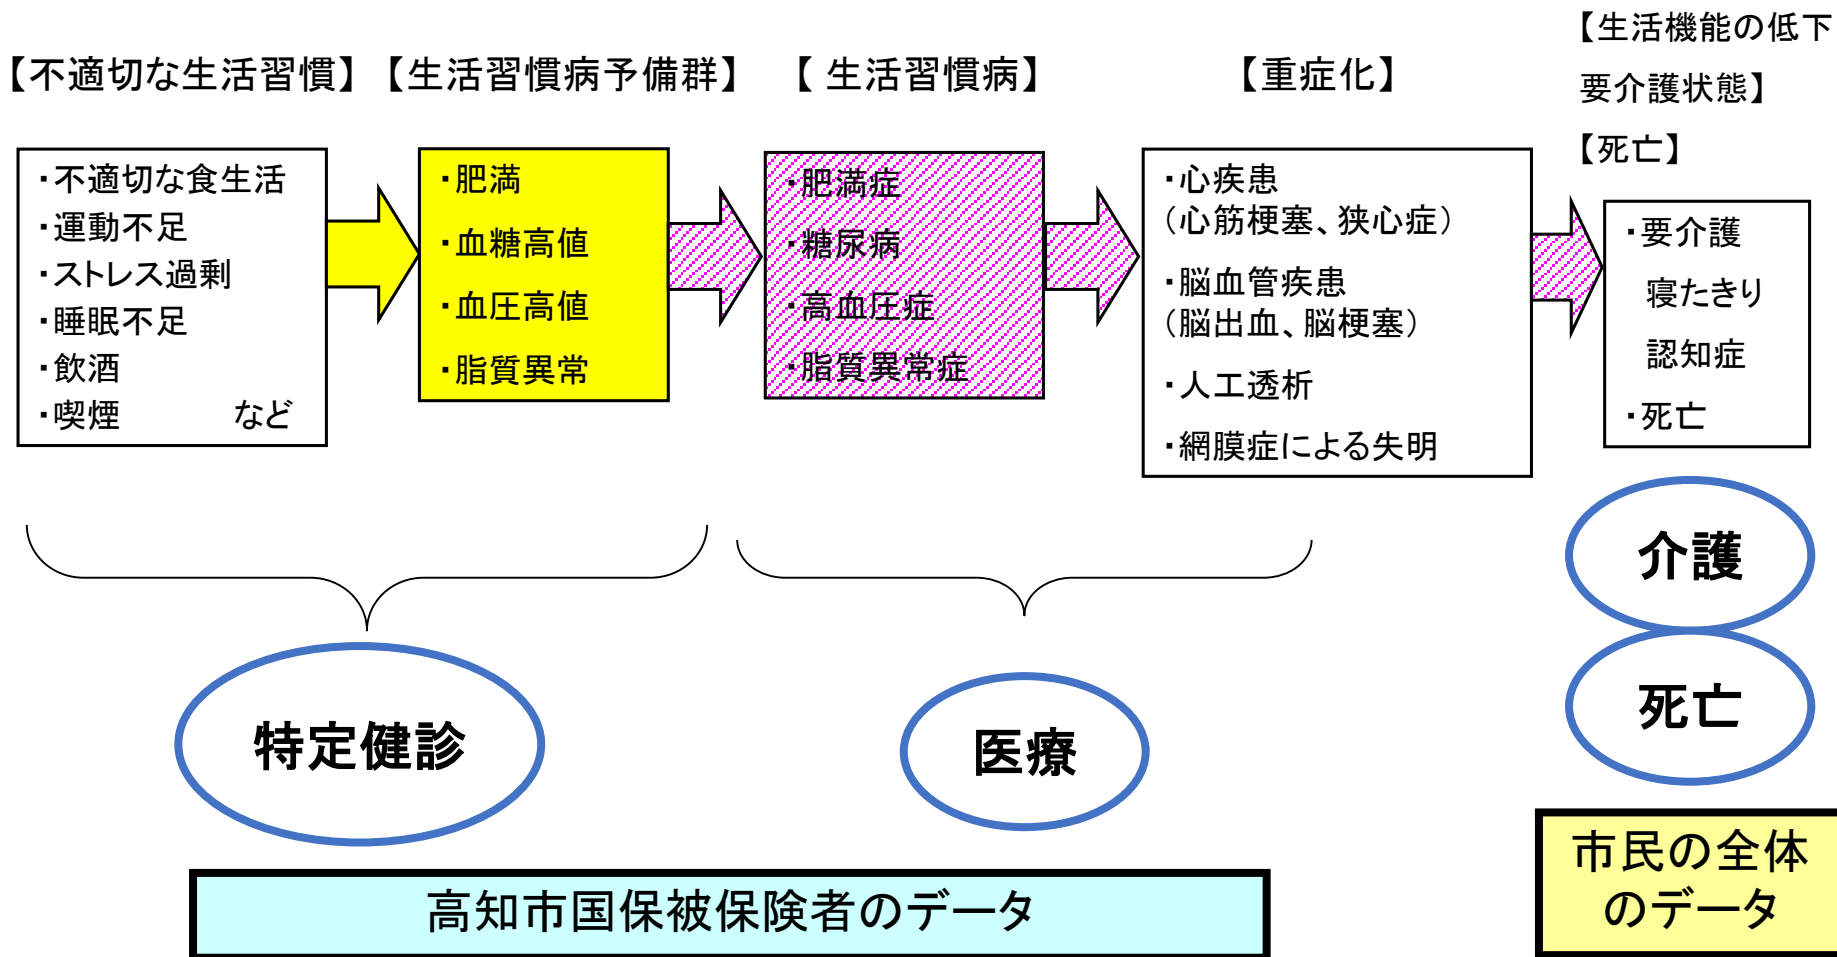 【不適切な生活習慣】
・不適切な食生活
・運動不足
・ストレス過剰
・睡眠不足
・飲酒
・喫煙 など
【生活習慣病予備群】
・肥満
・血糖高値
・血圧高値
・脂質異常
【 生活習慣病】
・肥満症
・糖尿病
・高血圧症
・脂質異常症
【重症化】
・心疾患
(心筋梗塞、狭心症)
・脳血管疾患
(脳出血、脳梗塞)
・人工透析
・網膜症による失明
【生活機能の低下
要介護状態】
【死亡】
・要介護
寝たきり
認知症
・死亡
特定健診
医療
介護
死亡
高知市国保被保険者のデータ
市民の全体
のデータ